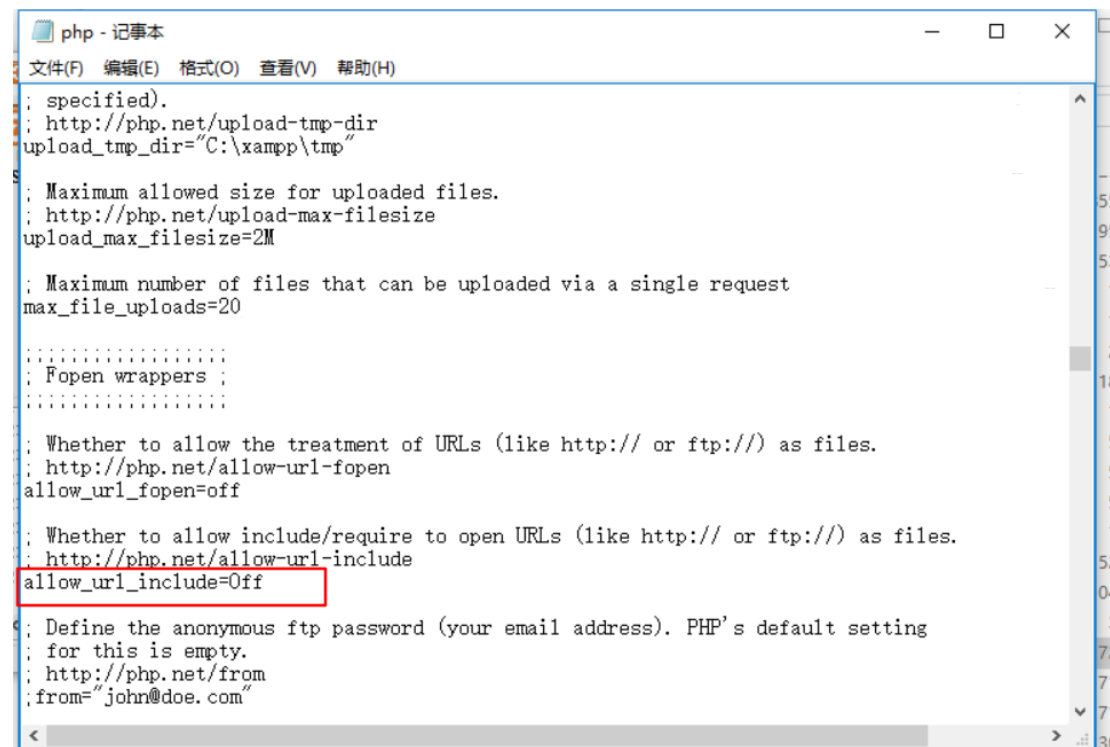 php - 记事本
文件(F) 编辑(E) 格式(O) 查看(V) 帮助(H)
; specified).
; http://php.net/upload-tmp-dir
upload_tmp_dir="C:\xampp\tmp"
; Maximum allowed size for uploaded files.
; http://php.net/upload-max-filesize
upload_max_filesize=2M
; Maximum number of files that can be uploaded via a single request
max_file_uploads=20
;;;;;;;;;;;;;;;;;;
; Fopen wrappers ;
;;;;;;;;;;;;;;;;;;
; Whether to allow the treatment of URLs (like http:// or ftp://) as files.
; http://php.net/allow-url-fopen
allow_url_fopen=off
; Whether to allow include/require to open URLs (like http:// or ftp://) as files.
; http://php.net/allow-url-include
allow_url_include=Off
; Define the anonymous ftp password (your email address). PHP's default setting
; for this is empty.
; http://php.net/from
;from="john@doe.com"